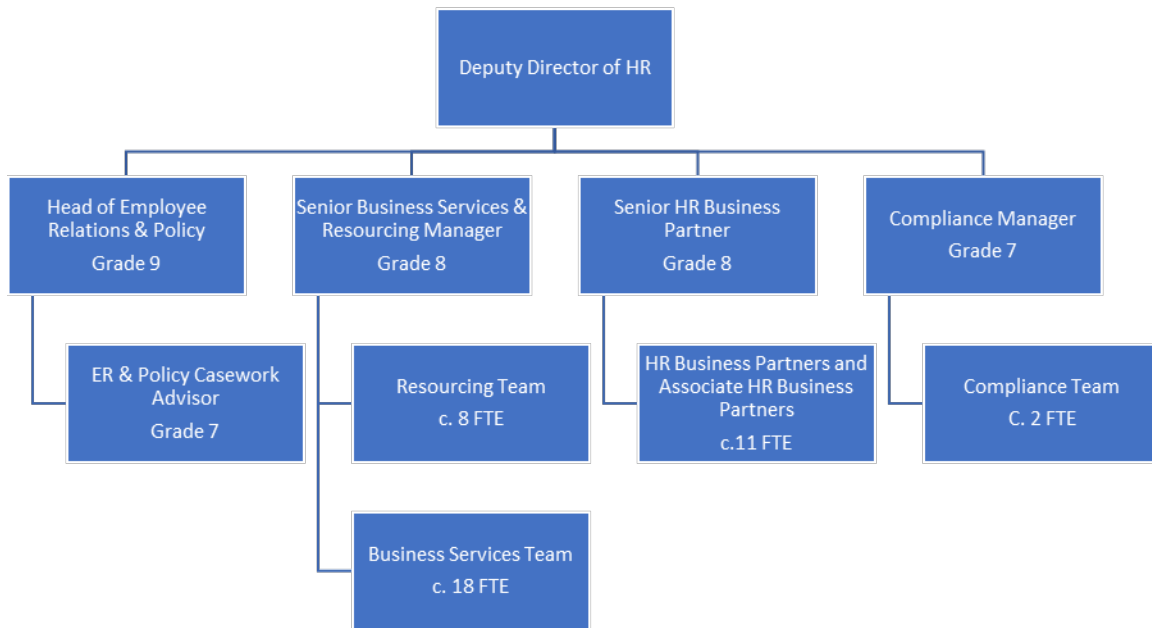 Deputy Director of HR
Head of Employee
Relations & Policy
Grade 9
Senior Business Services &
Resourcing Manager
Grade 8
Senior HR Business
Partner
Grade 8
Compliance Manager
Grade 7
ER & Policy Casework
Advisor
Grade 7
Resourcing Team
c. 8 FTE
HR Business Partners and
Associate HR Business
Partners
c.11 FTE
Compliance Team
C. 2 FTE
Business Services Team
c. 18 FTE